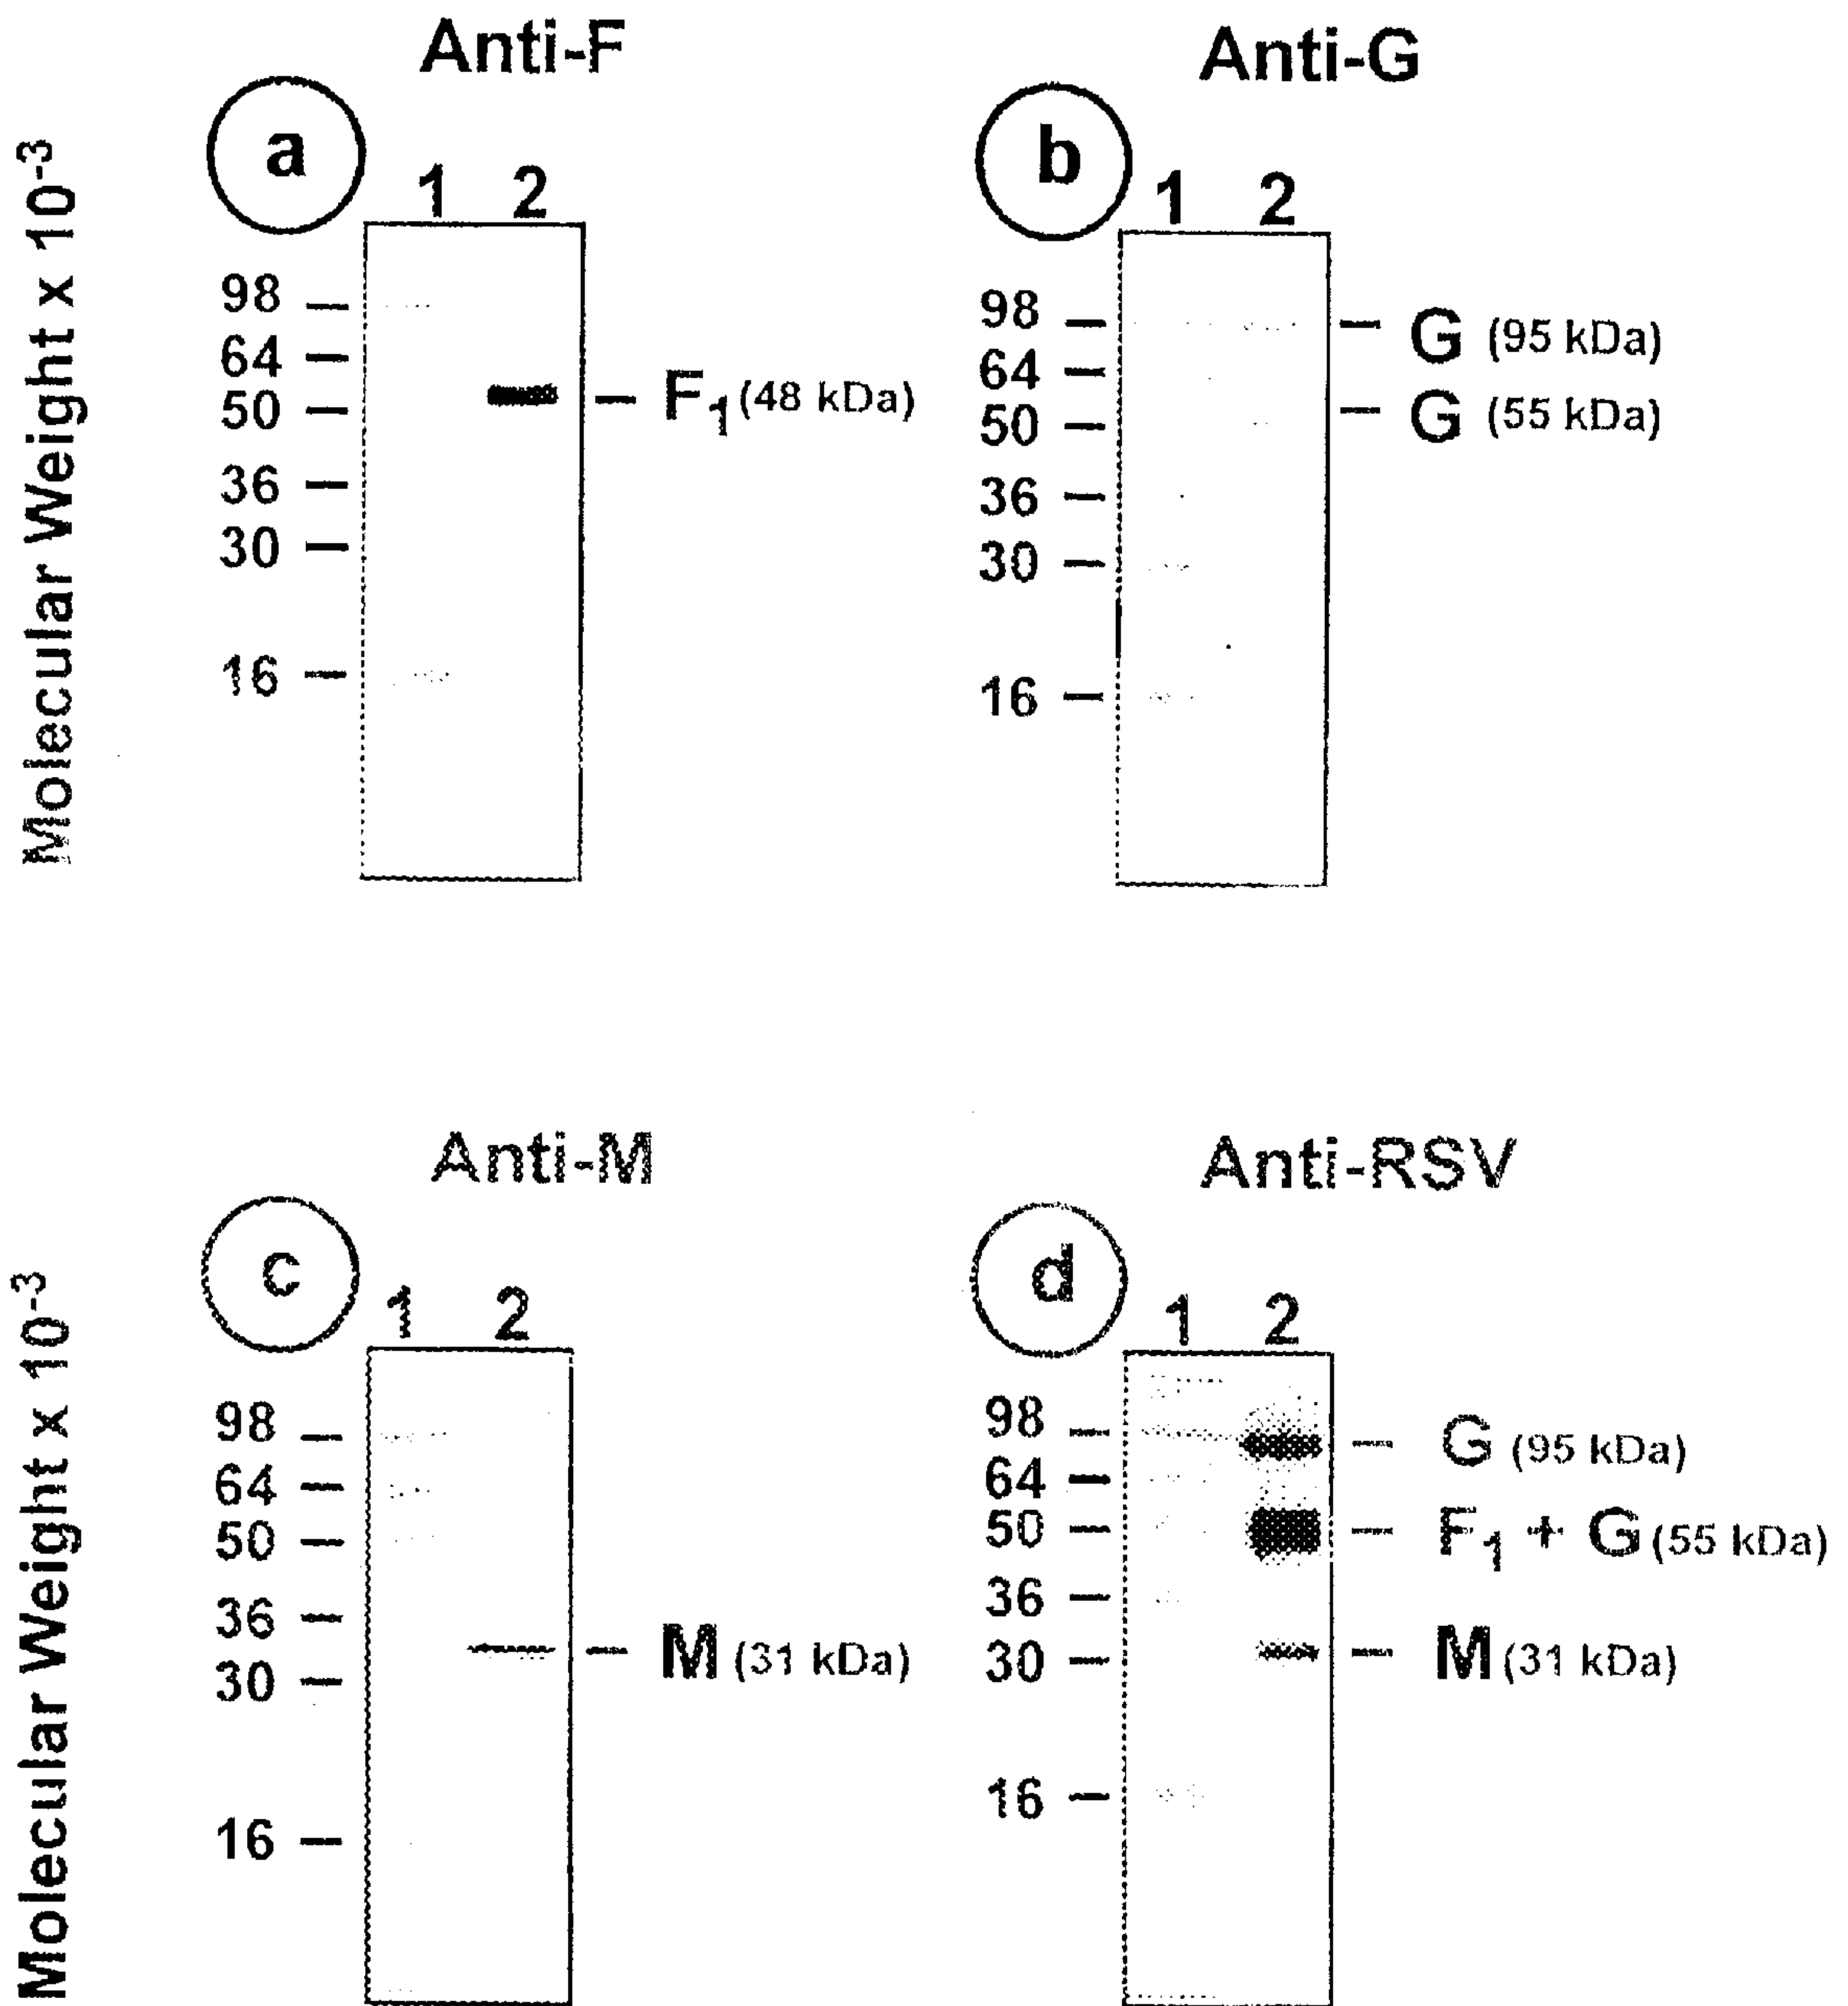 Anti-F
a
1 2
Molecular Weight x 10-3
98
64
50
36
30
16
F1 (48 kDa)
Anti-G
b
1 2
98
64
50
36
30
16
G (95 kDa)
G (55 kDa)
Anti-M
c
1 2
Molecular Weight x 10-3
98
64
50
36
30
16
M (31 kDa)
Anti-RSV
d
1 2
98
64
50
36
30
16
G (95 kDa)
F1 + G (55 kDa)
M (31 kDa)